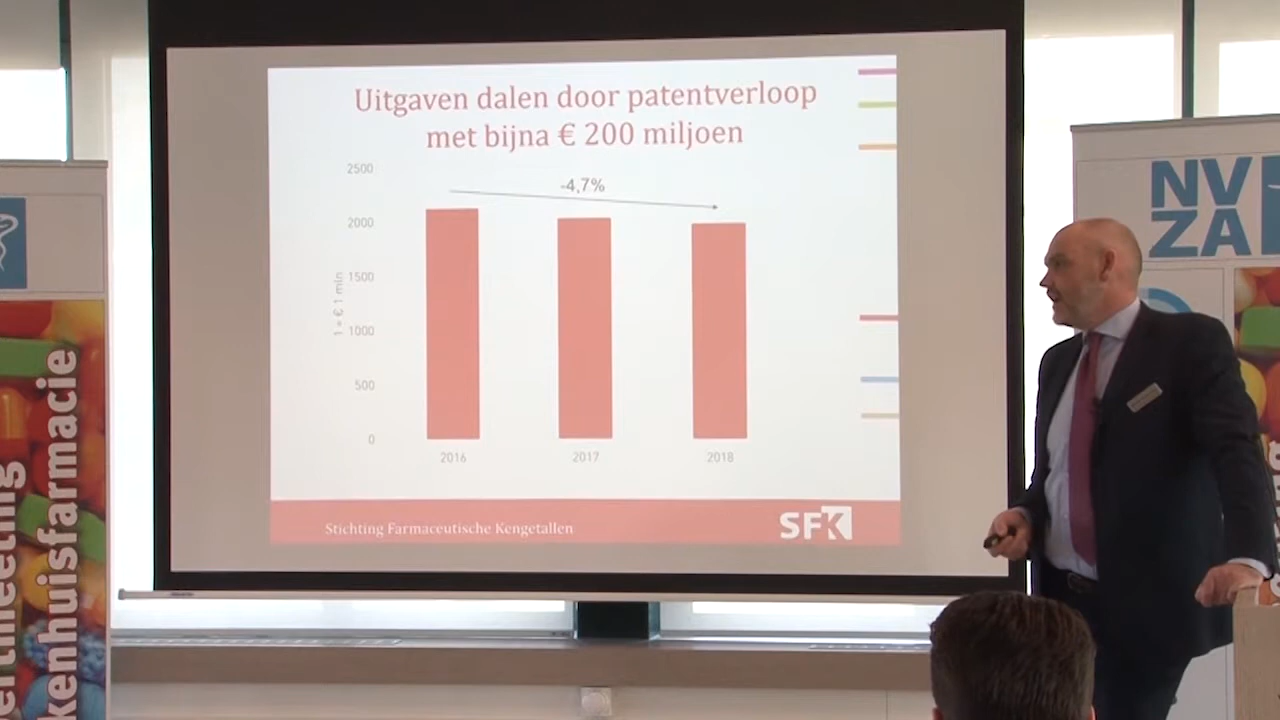 Uitgaven dalen door patentverloop
met bijna € 200 miljoen
2500
-4,7%
2000
1500
1 = € 1 mln
1000
500
0
2016
2017
2018
Stichting Farmaceutische Kengetallen
SFK
NV
ZA
kenhuisfarmacie